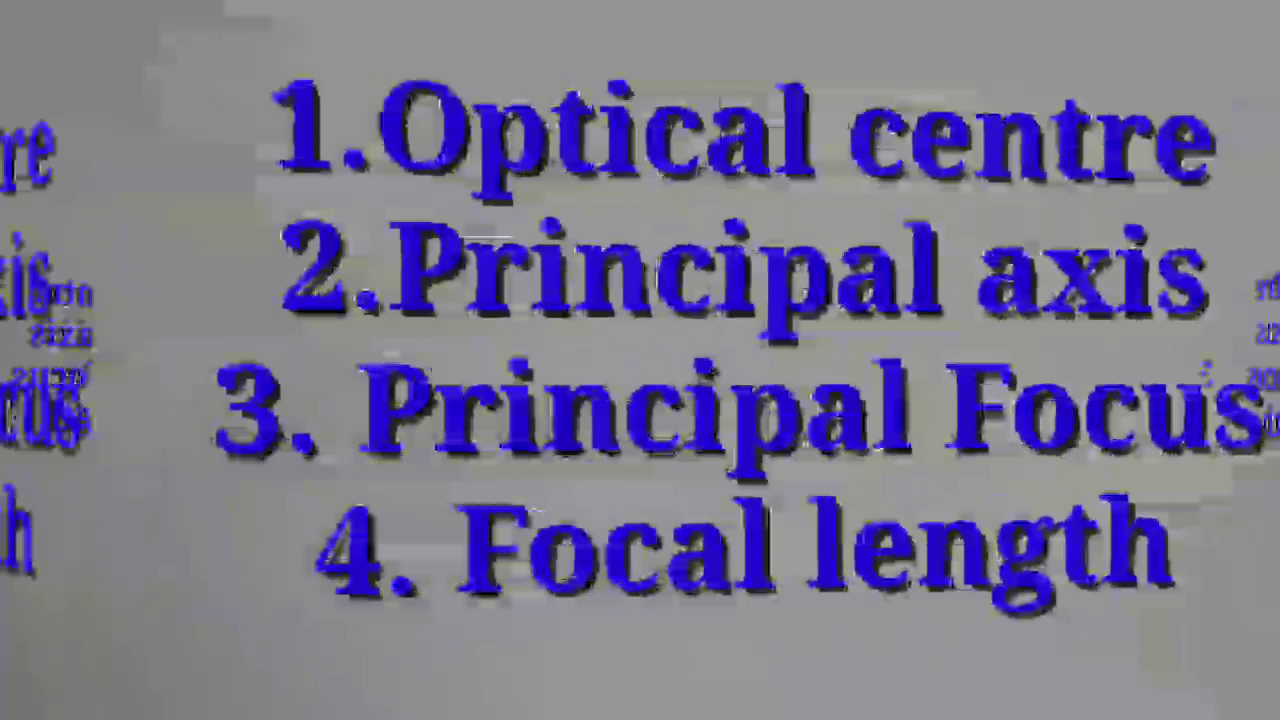 1.Optical centre
2.Principal axis
3. Principal Focus
4. Focal length